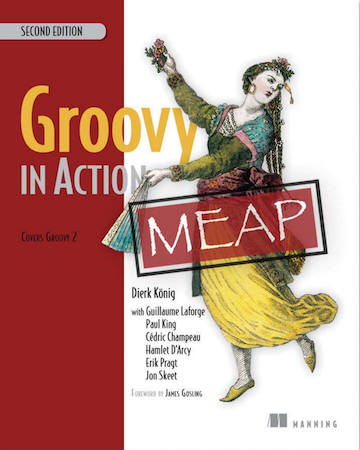 SECOND EDITION
Groovy
IN ACTION
COVERS GROOVY 2
MEAP
Dierk König
with Guillaume Laforge
Paul King
Cédric Champeau
Hamlet D'Arcy
Erik Pragt
Jon Skeet
FOREWORD BY JAMES GOSLING
MANNING